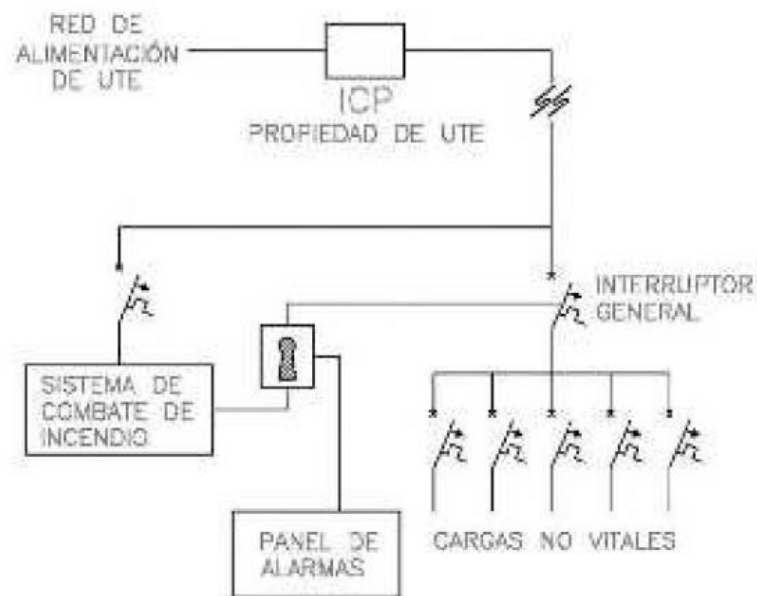 RED DE
ALIMENTACIÓN
DE UTE
ICP
PROPIEDAD DE UTE
INTERRUPTOR
GENERAL
SISTEMA DE
COMBATE DE
INCENDIO
PANEL DE
ALARMAS
CARGAS NO VITALES